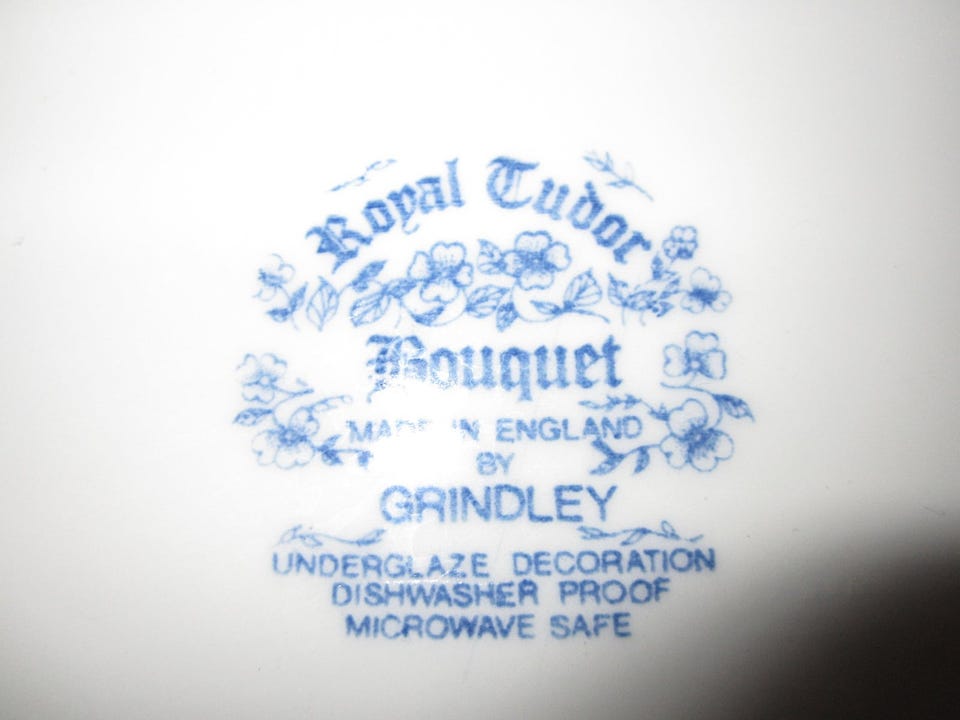 Royal Tudor
Bouquet
MADE IN ENGLAND
BY
GRINDLEY
UNDERGLAZE DECORATION
DISHWASHER PROOF
MICROWAVE SAFE